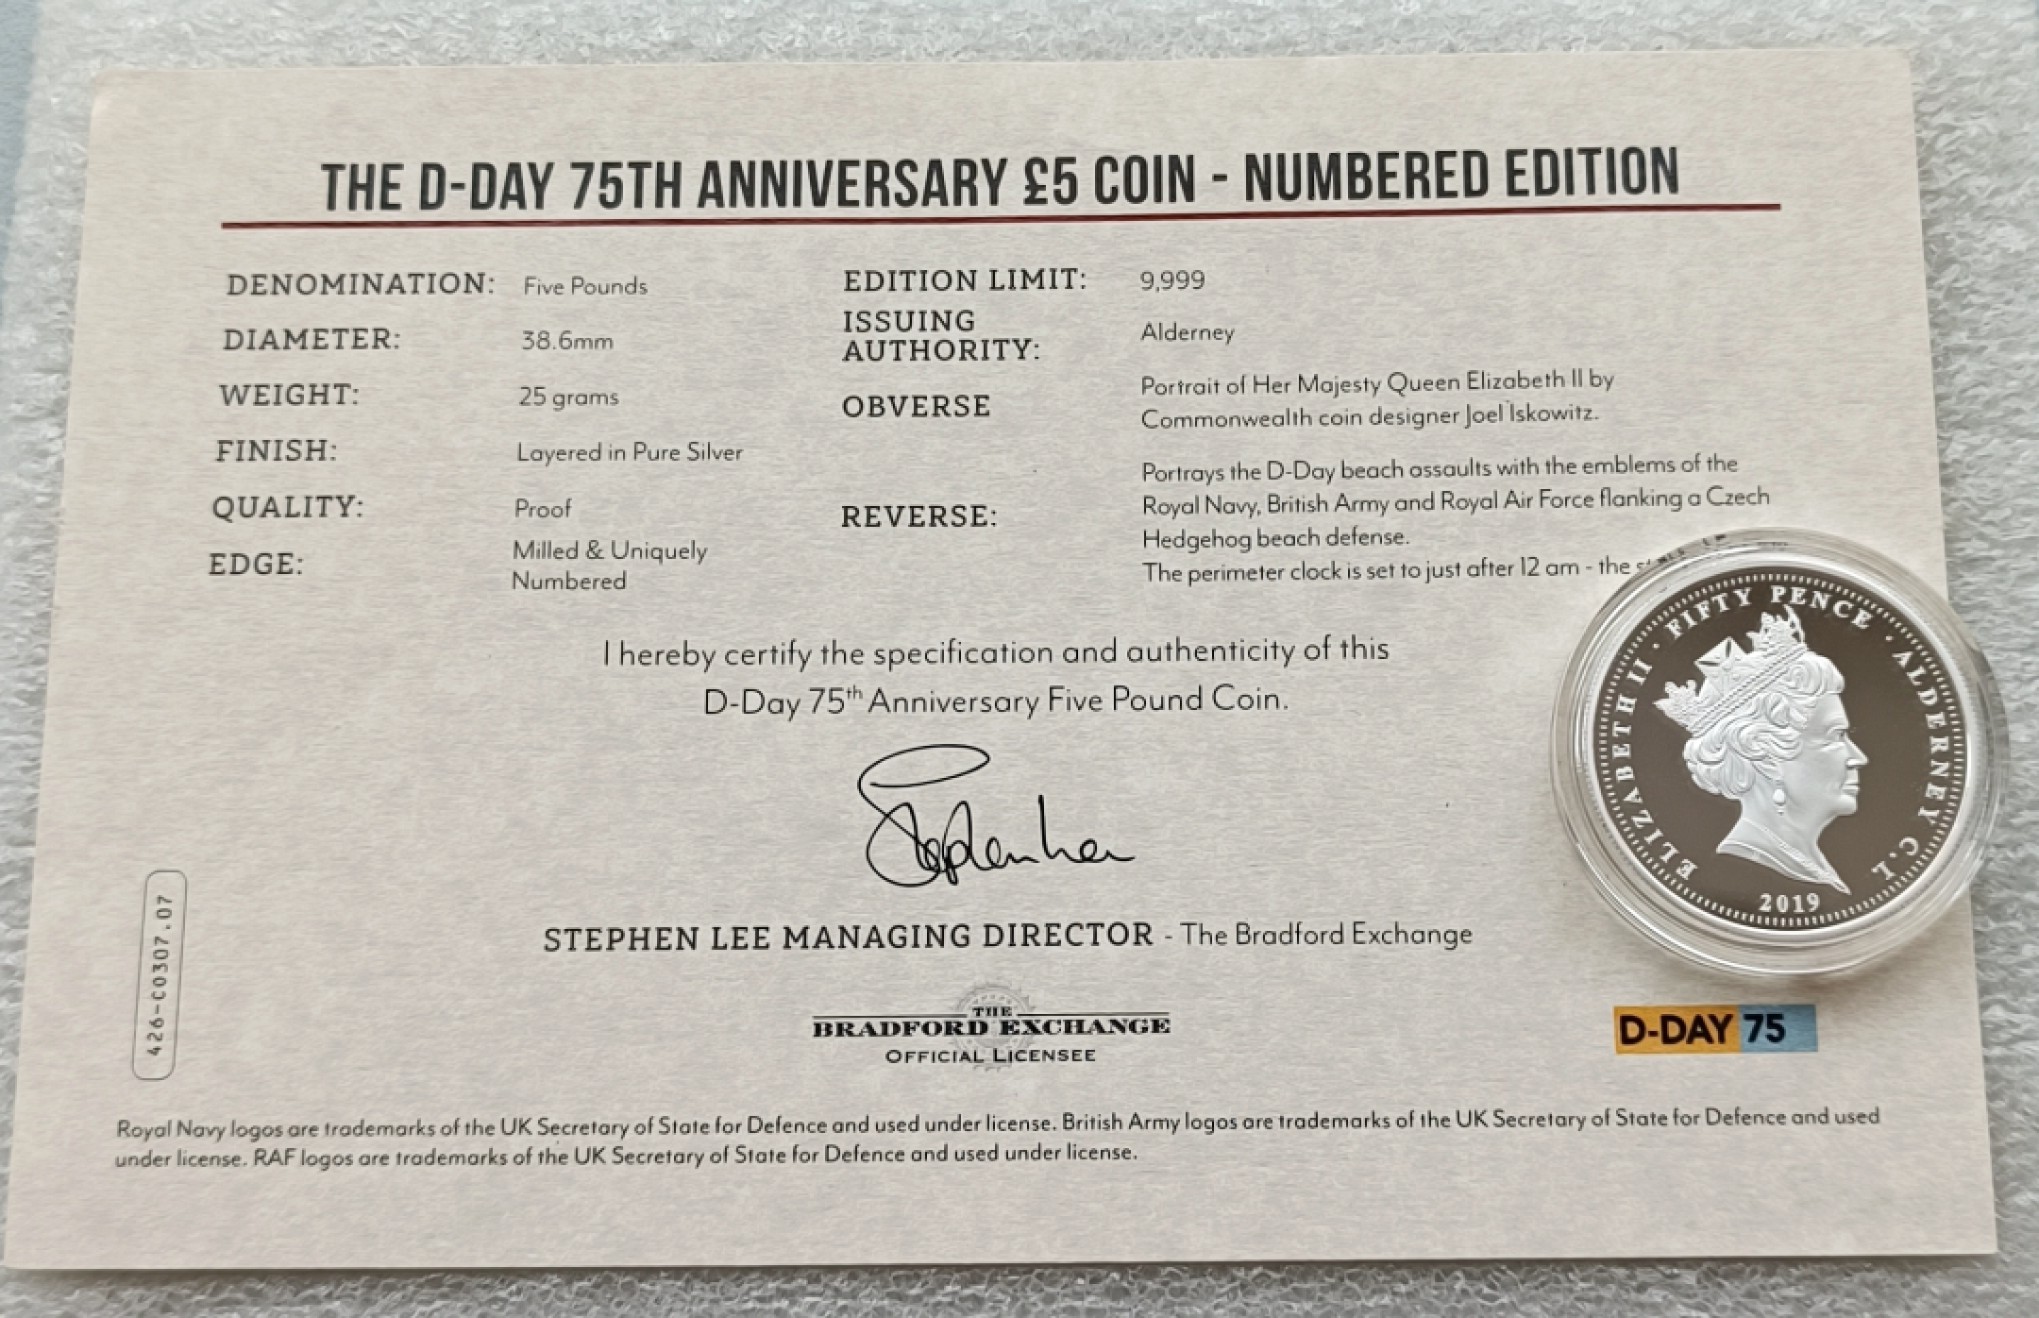 THE D-DAY 75TH ANNIVERSARY £5 COIN - NUMBERED EDITION
DENOMINATION: Five Pounds
DIAMETER: 38.6mm
WEIGHT: 25 grams
FINISH: Layered in Pure Silver
QUALITY: Proof
EDGE: Milled & Uniquely
Numbered
EDITION LIMIT: 9,999
ISSUING
AUTHORITY: Alderney
OBVERSE Portrait of Her Majesty Queen Elizabeth II by
Commonwealth coin designer Joel Iskowitz.
REVERSE: Portrays the D-Day beach assaults with the emblems of the
Royal Navy, British Army and Royal Air Force flanking a Czech
Hedgehog beach defense.
The perimeter clock is set to just after 12 am - the
I hereby certify the specification and authenticity of this
D-Day 75th Anniversary Five Pound Coin.
STEPHEN LEE MANAGING DIRECTOR - The Bradford Exchange
THE
BRADFORD EXCHANGE
OFFICIAL LICENSEE
426-C0307.07
ELIZABETH II · FIFTY PENCE · ALDERNEY C.I.
2019
D-DAY 75
Royal Navy logos are trademarks of the UK Secretary of State for Defence and used under license. British Army logos are trademarks of the UK Secretary of State for Defence and used
under license. RAF logos are trademarks of the UK Secretary of State for Defence and used under license.